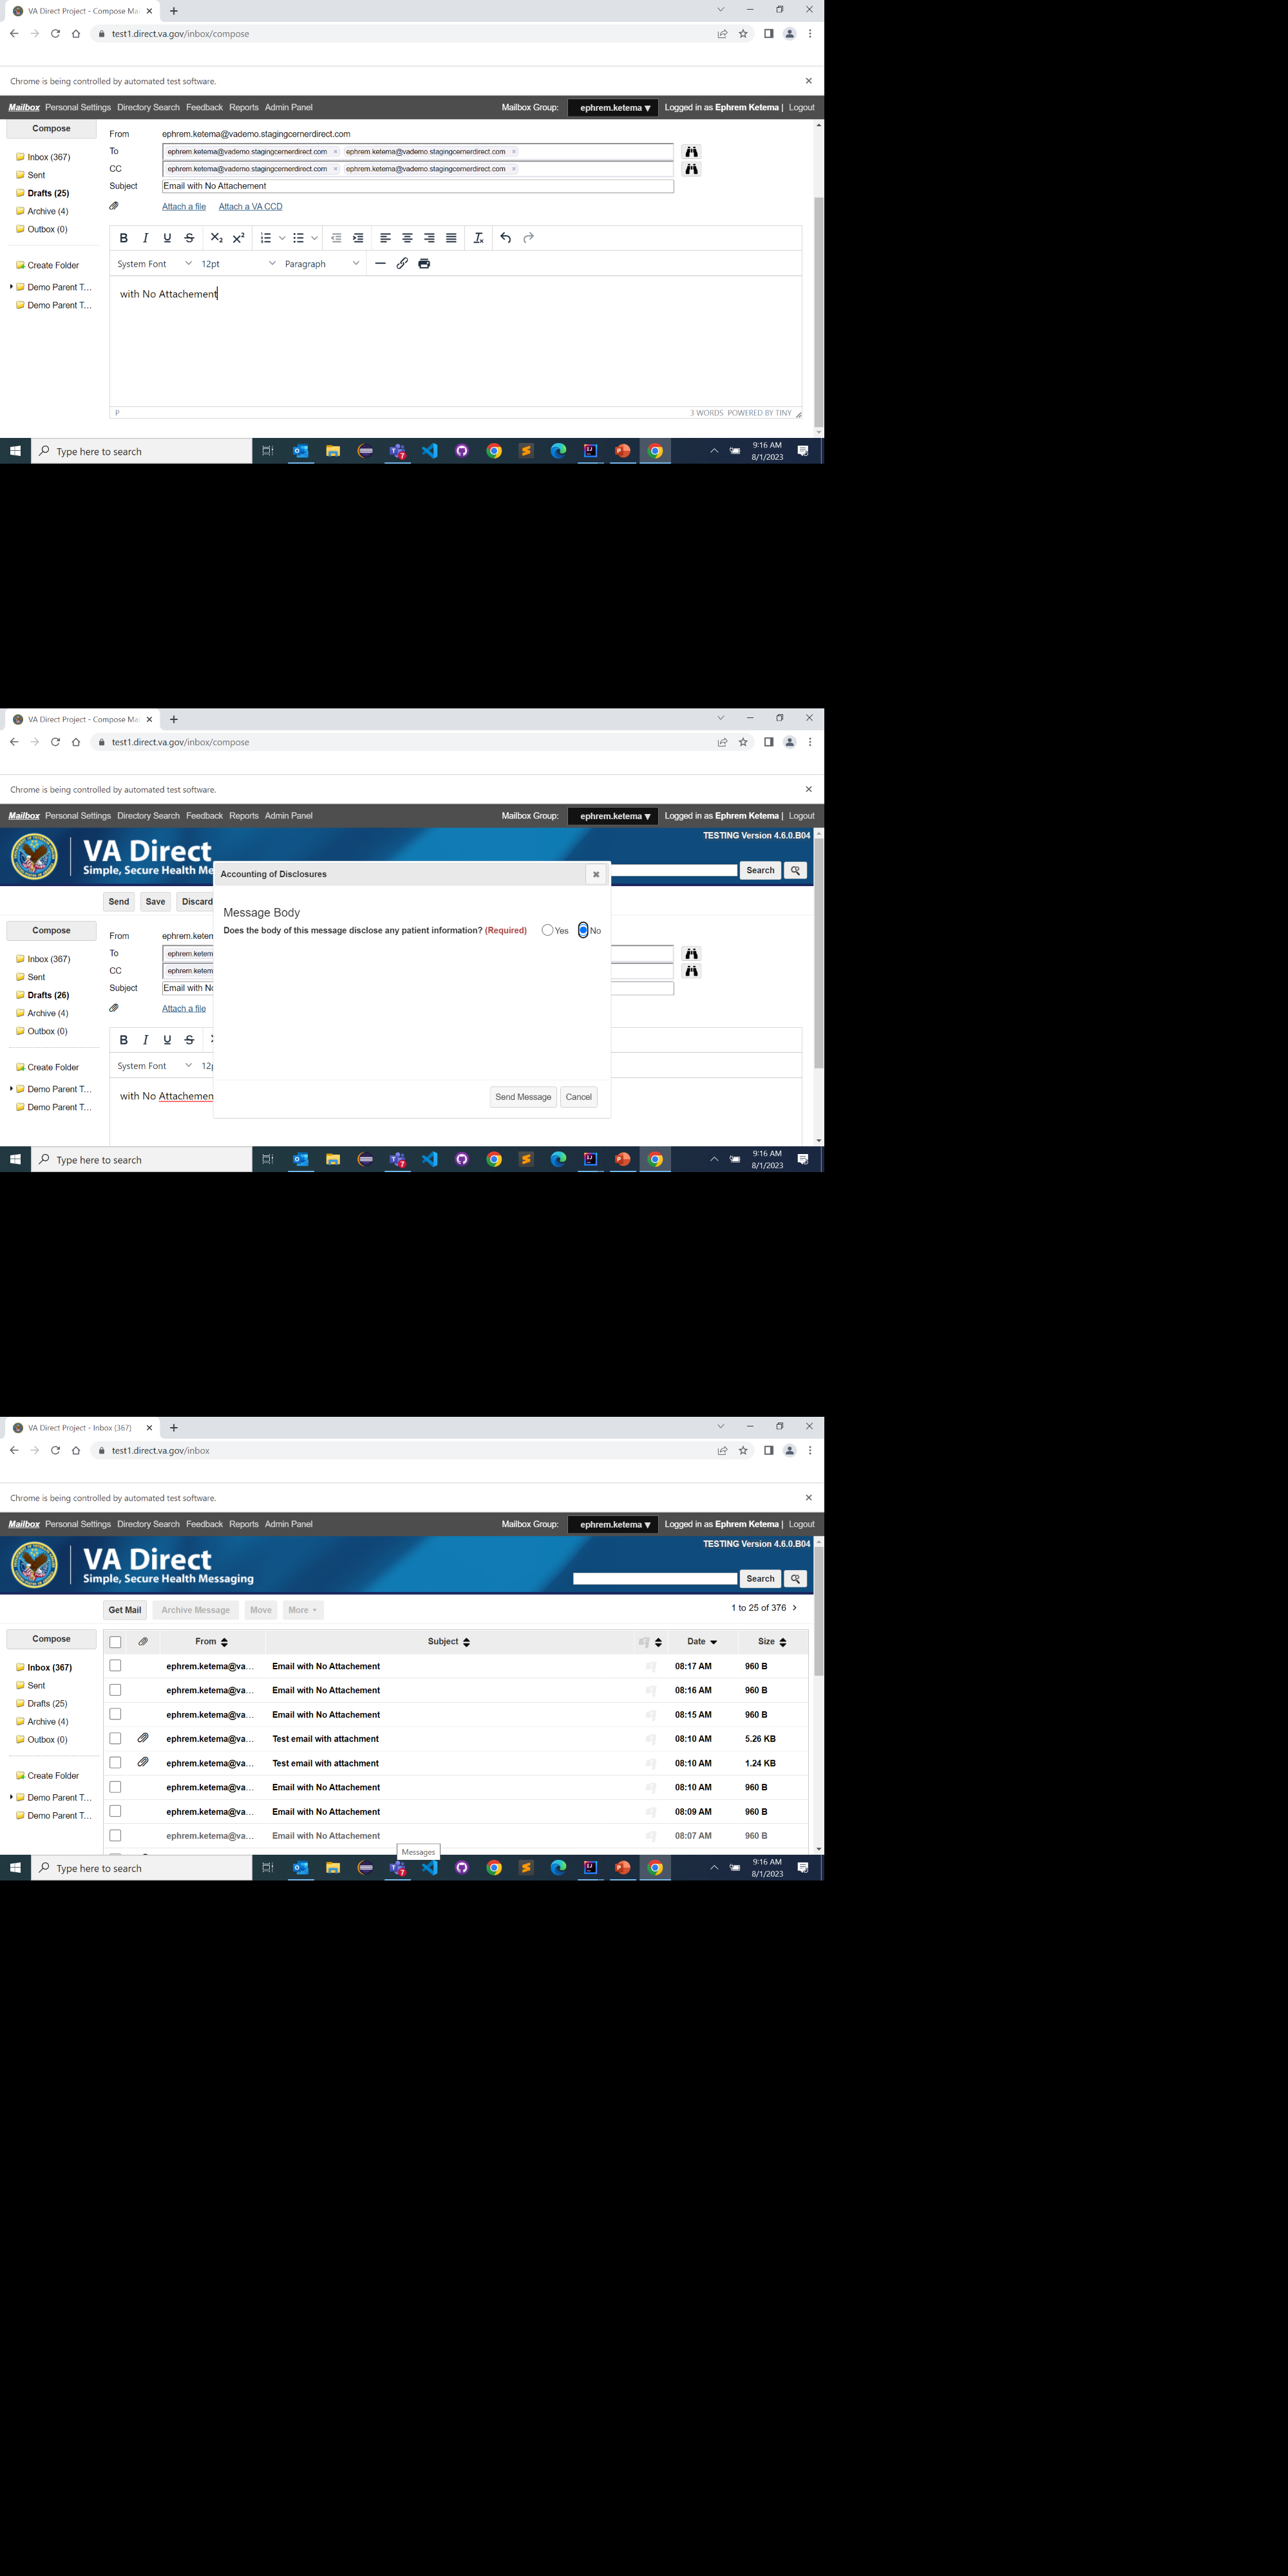 VA Direct Project - Compose Ma
test1.direct.va.gov/inbox/compose
Chrome is being controlled by automated test software.
Mailbox Personal Settings Directory Search Feedback Reports Admin Panel Mailbox Group: ephrem.ketema ▼ Logged in as Ephrem Ketema | Logout
Compose
Inbox (367)
Sent
Drafts (25)
Archive (4)
Outbox (0)
Create Folder
Demo Parent T...
Demo Parent T...
From ephrem.ketema@vademo.stagingcernerdirect.com
To ephrem.ketema@vademo.stagingcernerdirect.com × ephrem.ketema@vademo.stagingcernerdirect.com ×
CC ephrem.ketema@vademo.stagingcernerdirect.com × ephrem.ketema@vademo.stagingcernerdirect.com ×
Subject Email with No Attachement
Attach a file Attach a VA CCD
System Font 12pt Paragraph
with No Attachement
P 3 WORDS POWERED BY TINY
Type here to search
9:16 AM
8/1/2023
VA Direct Project - Compose Ma
test1.direct.va.gov/inbox/compose
Chrome is being controlled by automated test software.
Mailbox Personal Settings Directory Search Feedback Reports Admin Panel Mailbox Group: ephrem.ketema ▼ Logged in as Ephrem Ketema | Logout
TESTING Version 4.6.0.B04
VA Direct
Simple, Secure Health Me
Search
Send Save Discard
Compose
Inbox (367)
Sent
Drafts (26)
Archive (4)
Outbox (0)
Create Folder
Demo Parent T...
Demo Parent T...
From ephrem.keter
To ephrem.ketem
CC ephrem.ketem
Subject Email with No
Attach a file
System Font 12p
with No Attachemen
Accounting of Disclosures
Message Body
Does the body of this message disclose any patient information? (Required) Yes No
Send Message Cancel
Type here to search
9:16 AM
8/1/2023
VA Direct Project - Inbox (367)
test1.direct.va.gov/inbox
Chrome is being controlled by automated test software.
Mailbox Personal Settings Directory Search Feedback Reports Admin Panel Mailbox Group: ephrem.ketema ▼ Logged in as Ephrem Ketema | Logout
TESTING Version 4.6.0.B04
VA Direct
Simple, Secure Health Messaging
Search
Get Mail Archive Message Move More 1 to 25 of 376
Compose
Inbox (367)
Sent
Drafts (25)
Archive (4)
Outbox (0)
Create Folder
Demo Parent T...
Demo Parent T...
From Subject Date Size
ephrem.ketema@va... Email with No Attachement 08:17 AM 960 B
ephrem.ketema@va... Email with No Attachement 08:16 AM 960 B
ephrem.ketema@va... Email with No Attachement 08:15 AM 960 B
ephrem.ketema@va... Test email with attachment 08:10 AM 5.26 KB
ephrem.ketema@va... Test email with attachment 08:10 AM 1.24 KB
ephrem.ketema@va... Email with No Attachement 08:10 AM 960 B
ephrem.ketema@va... Email with No Attachement 08:09 AM 960 B
ephrem.ketema@va... Email with No Attachement 08:07 AM 960 B
Messages
Type here to search
9:16 AM
8/1/2023